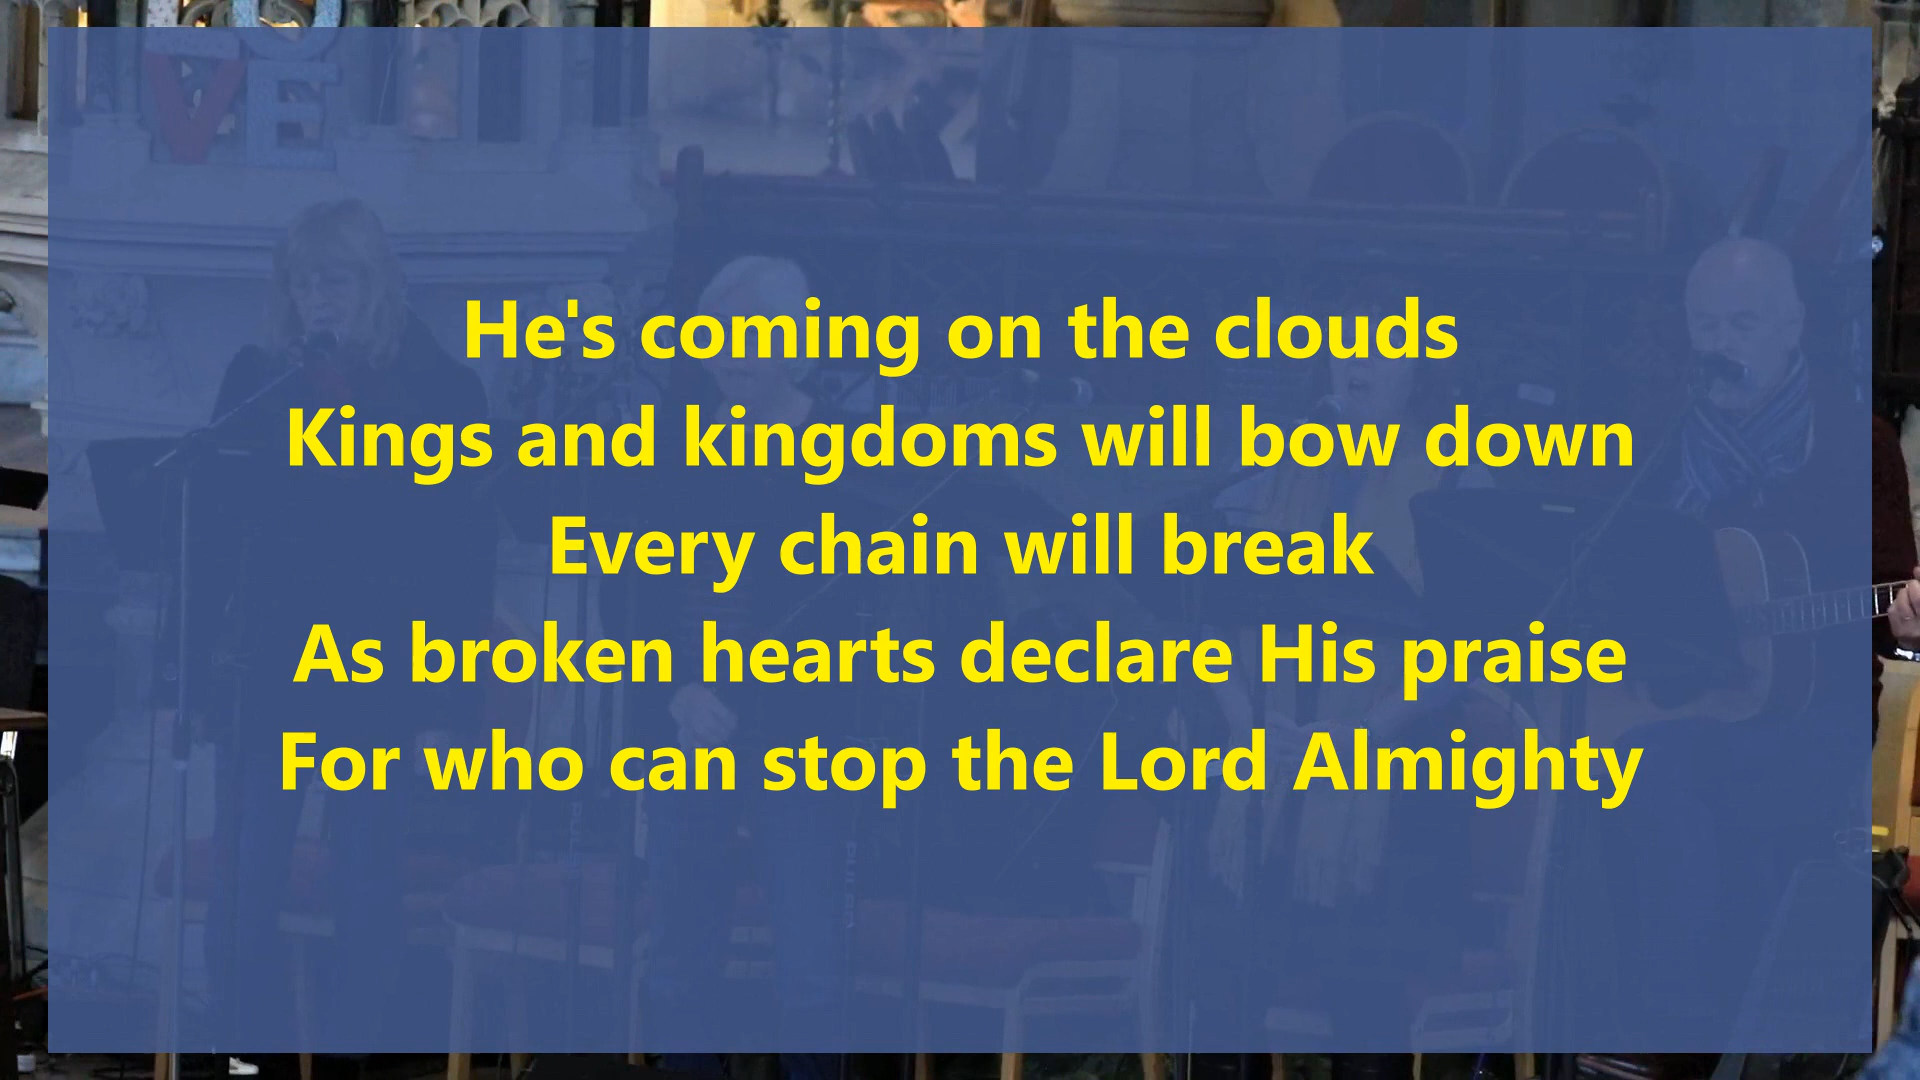 LOVE
He's coming on the clouds
Kings and kingdoms will bow down
Every chain will break
As broken hearts declare His praise
For who can stop the Lord Almighty